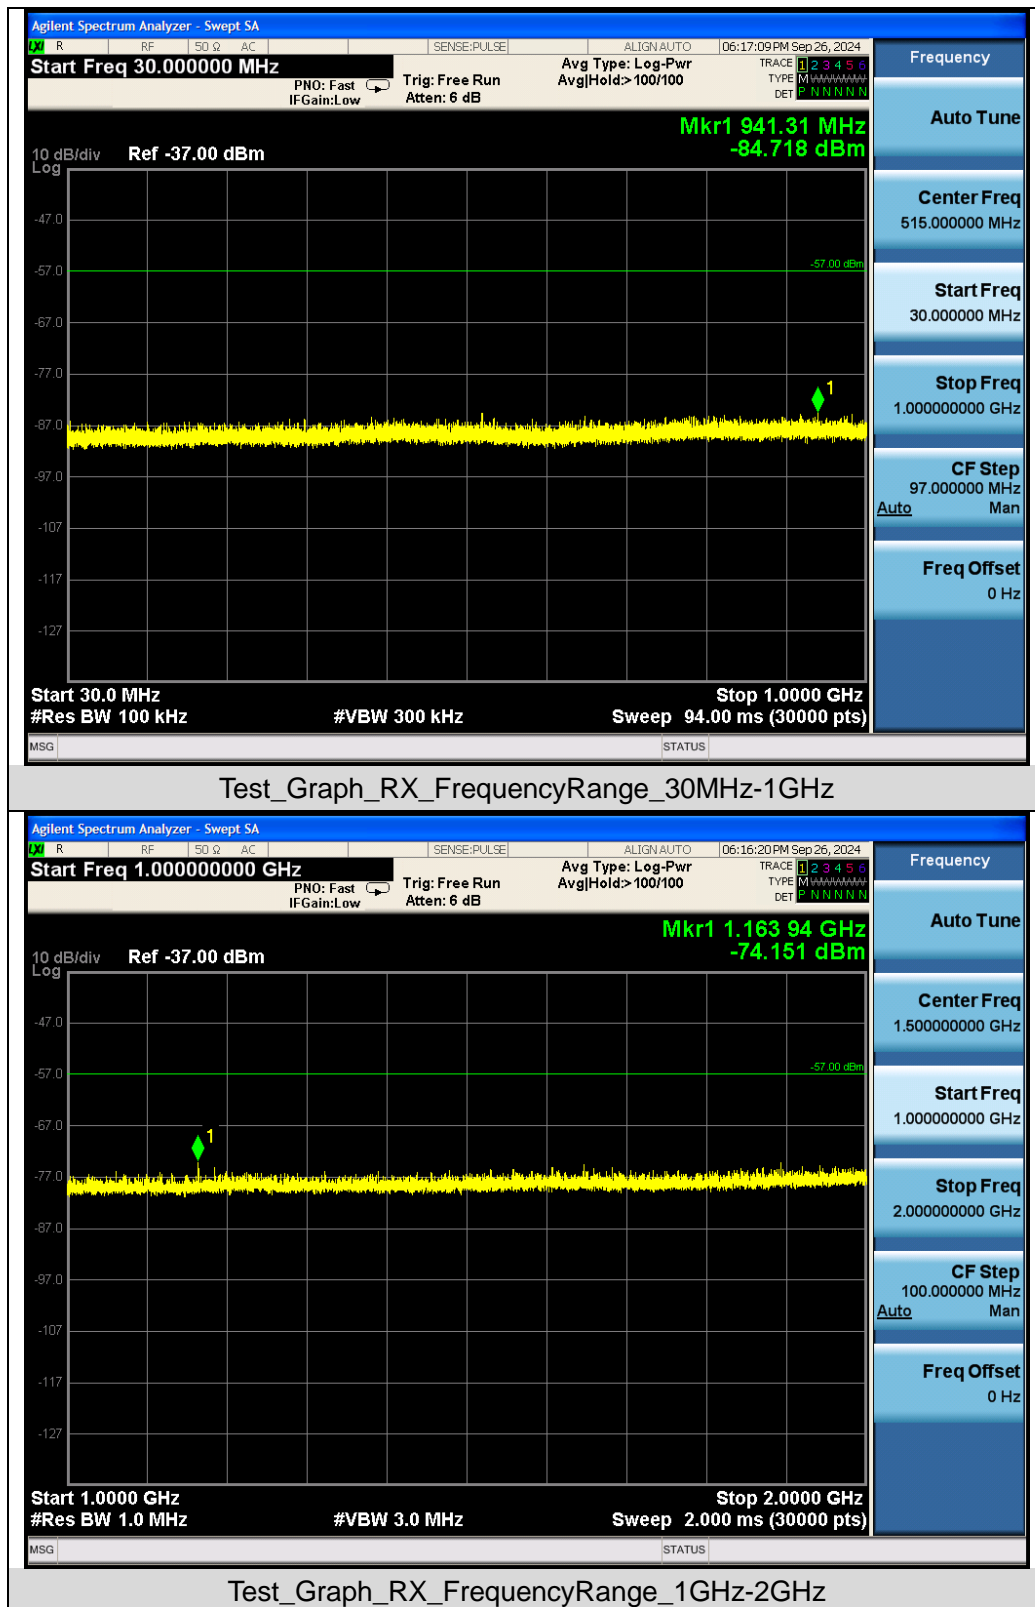 Agilent Spectrum Analyzer - Swept SA
LXI R RF 50 Ω AC SENSE:PULSE ALIGN AUTO 06:17:09 PM Sep 26, 2024
Start Freq 30.000000 MHz
PNO: Fast
IFGain:Low
Trig: Free Run
Atten: 6 dB
Avg Type: Log-Pwr
Avg|Hold:>100/100
TRACE 1 2 3 4 5 6
TYPE M WWWWW
DET P N N N N N
Frequency
Auto Tune
Center Freq
515.000000 MHz
Start Freq
30.000000 MHz
Stop Freq
1.000000000 GHz
CF Step
97.000000 MHz
Auto Man
Freq Offset
0 Hz
Mkr1 941.31 MHz
-84.718 dBm
10 dB/div Ref -37.00 dBm
Log
-47.0
-57.0
-57.00 dBm
-67.0
-77.0
1
-87.0
-97.0
-107
-117
-127
Start 30.0 MHz Stop 1.0000 GHz
#Res BW 100 kHz #VBW 300 kHz Sweep 94.00 ms (30000 pts)
MSG STATUS
Test_Graph_RX_FrequencyRange_30MHz-1GHz
Agilent Spectrum Analyzer - Swept SA
LXI R RF 50 Ω AC SENSE:PULSE ALIGN AUTO 06:16:20 PM Sep 26, 2024
Start Freq 1.000000000 GHz
PNO: Fast
IFGain:Low
Trig: Free Run
Atten: 6 dB
Avg Type: Log-Pwr
Avg|Hold:>100/100
TRACE 1 2 3 4 5 6
TYPE M WWWWW
DET P N N N N N
Frequency
Auto Tune
Center Freq
1.500000000 GHz
Start Freq
1.000000000 GHz
Stop Freq
2.000000000 GHz
CF Step
100.000000 MHz
Auto Man
Freq Offset
0 Hz
Mkr1 1.163 94 GHz
-74.151 dBm
10 dB/div Ref -37.00 dBm
Log
-47.0
-57.0
-57.00 dBm
-67.0
1
-77.0
-87.0
-97.0
-107
-117
-127
Start 1.0000 GHz Stop 2.0000 GHz
#Res BW 1.0 MHz #VBW 3.0 MHz Sweep 2.000 ms (30000 pts)
MSG STATUS
Test_Graph_RX_FrequencyRange_1GHz-2GHz